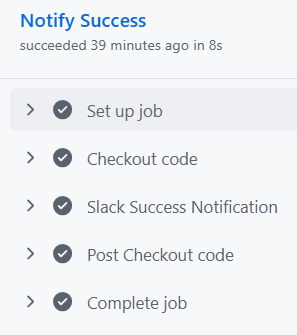 Notify Success
succeeded 39 minutes ago in 8s
Set up job
Checkout code
Slack Success Notification
Post Checkout code
Complete job